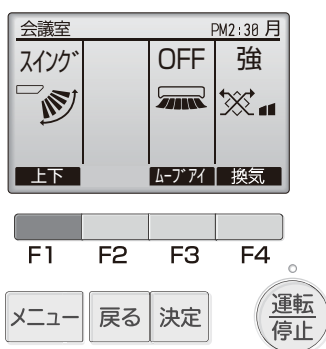 会議室 PM2:30 月
スイング OFF 強
上下 ムーブアイ 換気
F1 F2 F3 F4
メニュー 戻る 決定 運転
停止